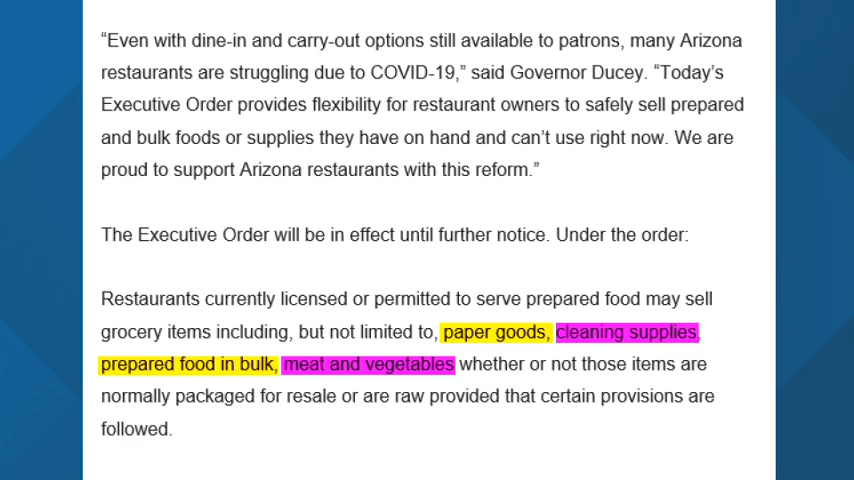 “Even with dine-in and carry-out options still available to patrons, many Arizona
restaurants are struggling due to COVID-19,” said Governor Ducey. “Today’s
Executive Order provides flexibility for restaurant owners to safely sell prepared
and bulk foods or supplies they have on hand and can’t use right now. We are
proud to support Arizona restaurants with this reform.”
The Executive Order will be in effect until further notice. Under the order:
Restaurants currently licensed or permitted to serve prepared food may sell
grocery items including, but not limited to, paper goods, cleaning supplies,
prepared food in bulk, meat and vegetables whether or not those items are
normally packaged for resale or are raw provided that certain provisions are
followed.